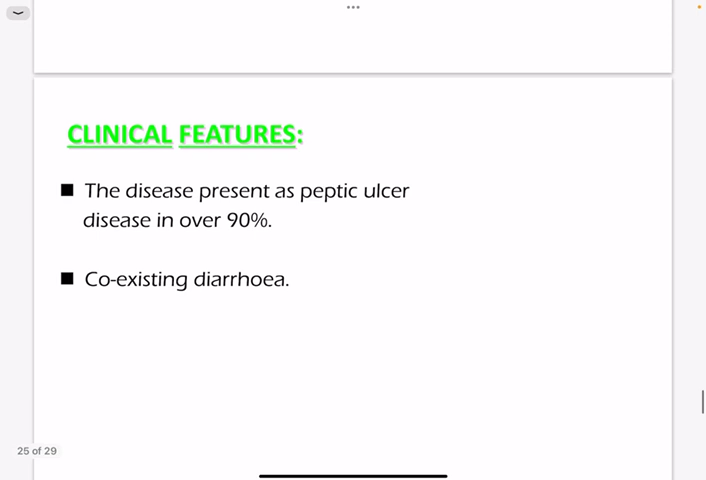 CLINICAL FEATURES:
■ The disease present as peptic ulcer
disease in over 90%.
■ Co-existing diarrhoea.
25 of 29